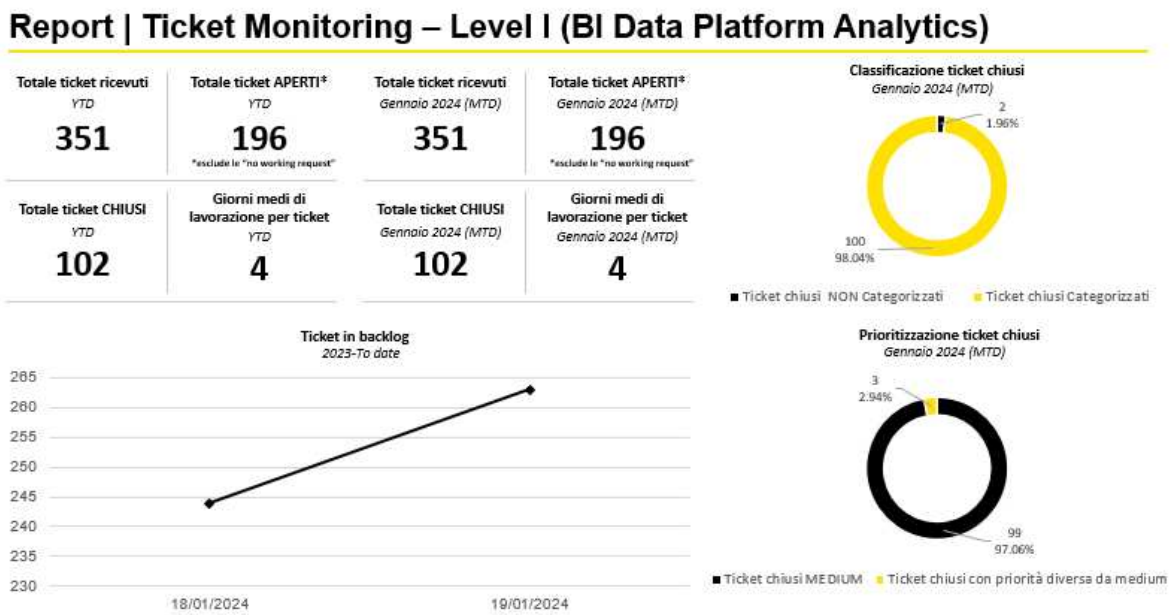 Report | Ticket Monitoring – Level I (BI Data Platform Analytics)
Totale ticket ricevuti
YTD
351
Totale ticket APERTI*
YTD
196
*esclude le "no working request"
Totale ticket ricevuti
Gennaio 2024 (MTD)
351
Totale ticket APERTI*
Gennaio 2024 (MTD)
196
*esclude le "no working request"
Totale ticket CHIUSI
YTD
102
Giorni medi di
lavorazione per ticket
YTD
4
Totale ticket CHIUSI
Gennaio 2024 (MTD)
102
Giorni medi di
lavorazione per ticket
Gennaio 2024 (MTD)
4
Classificazione ticket chiusi
Gennaio 2024 (MTD)
2
1.96%
100
98.04%
Ticket chiusi NON Categorizzati
Ticket chiusi Categorizzati
Ticket in backlog
2023-To date
265
260
255
250
245
240
235
230
18/01/2024
19/01/2024
Prioritizzazione ticket chiusi
Gennaio 2024 (MTD)
3
2.94%
99
97.06%
Ticket chiusi MEDIUM
Ticket chiusi con priorità diversa da medium